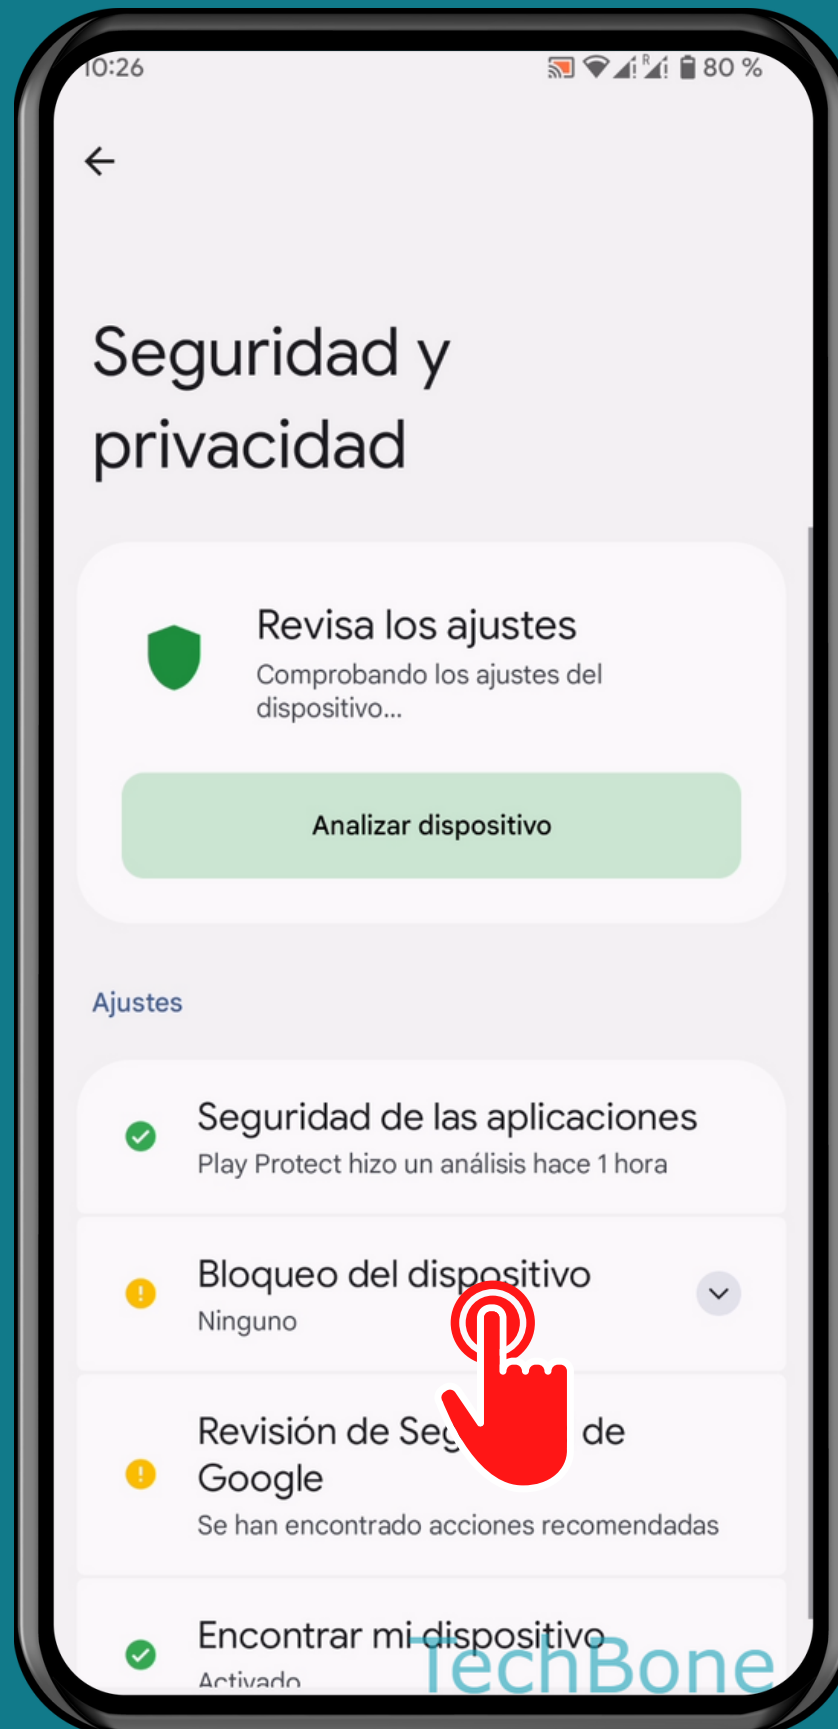 10:26
R
80 %
Seguridad y
privacidad
Revisa los ajustes
Comprobando los ajustes del
dispositivo...
Analizar dispositivo
Ajustes
Seguridad de las aplicaciones
Play Protect hizo un análisis hace 1 hora
Bloqueo del dispositivo
Ninguno
Revisión de de
Google
Se han encontrado acciones recomendadas
Encontrar mi dispositivo
Activado
TechBone